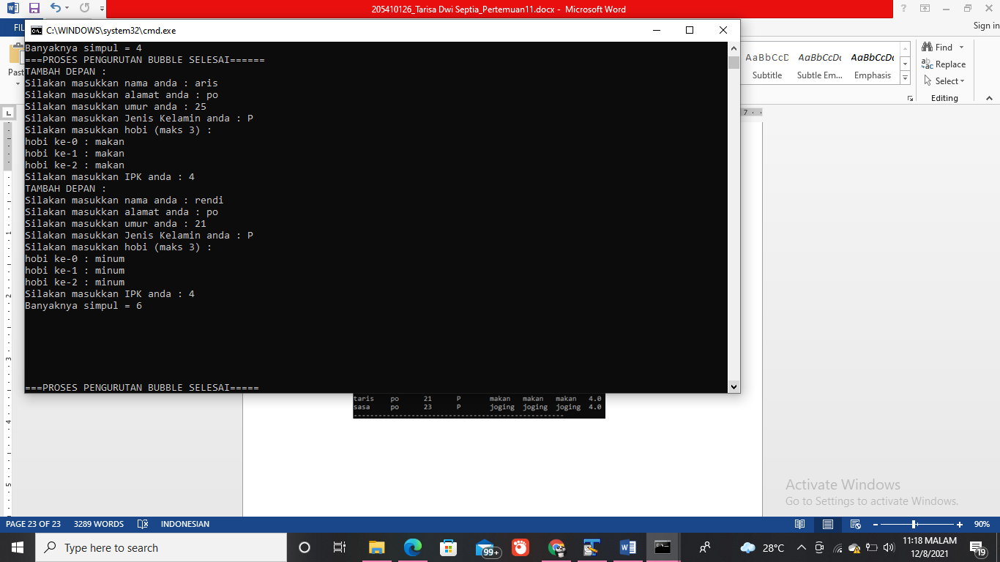 205410126_Tarisa Dwi Septia_Pertemuan11.docx - Microsoft Word
FIL
Sign in
C:\WINDOWS\system32\cmd.exe
Past
AaBbCcD AaBbCcDc AaBbCcDc
Subtitle Subtle Em... Emphasis
Find
Replace
Select
Editing
7
Banyaknya simpul = 4
===PROSES PENGURUTAN BUBBLE SELESAI======
TAMBAH DEPAN :
Silakan masukkan nama anda : aris
Silakan masukkan alamat anda : po
Silakan masukkan umur anda : 25
Silakan masukkan Jenis Kelamin anda : P
Silakan masukkan hobi (maks 3) :
hobi ke-0 : makan
hobi ke-1 : makan
hobi ke-2 : makan
Silakan masukkan IPK anda : 4
TAMBAH DEPAN :
Silakan masukkan nama anda : rendi
Silakan masukkan alamat anda : po
Silakan masukkan umur anda : 21
Silakan masukkan Jenis Kelamin anda : P
Silakan masukkan hobi (maks 3) :
hobi ke-0 : minum
hobi ke-1 : minum
hobi ke-2 : minum
Silakan masukkan IPK anda : 4
Banyaknya simpul = 6
===PROSES PENGURUTAN BUBBLE SELESAI=====
taris po 21 P makan makan makan 4.0
sasa po 23 P joging joging joging 4.0
------------------------------------------------------
1
2
3
4
5
Activate Windows
Go to Settings to activate Windows.
PAGE 23 OF 23 3289 WORDS INDONESIAN 90%
Type here to search
99+
28°C
11:18 MALAM
12/8/2021
19